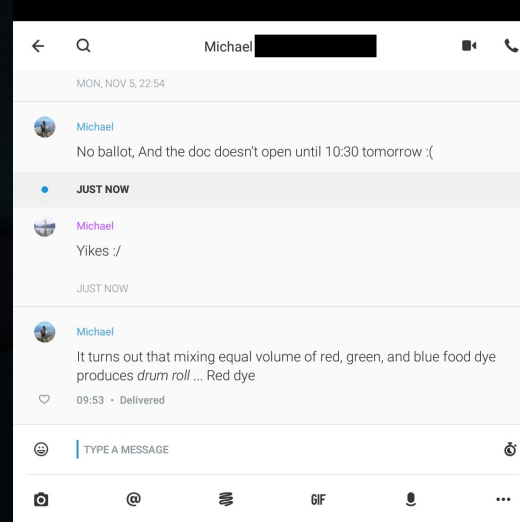 Michael
MON, NOV 5, 22:54
Michael
No ballot, And the doc doesn't open until 10:30 tomorrow :(
JUST NOW
Michael
Yikes :/
JUST NOW
Michael
It turns out that mixing equal volume of red, green, and blue food dye
produces drum roll ... Red dye
09:53 • Delivered
TYPE A MESSAGE
@
GIF